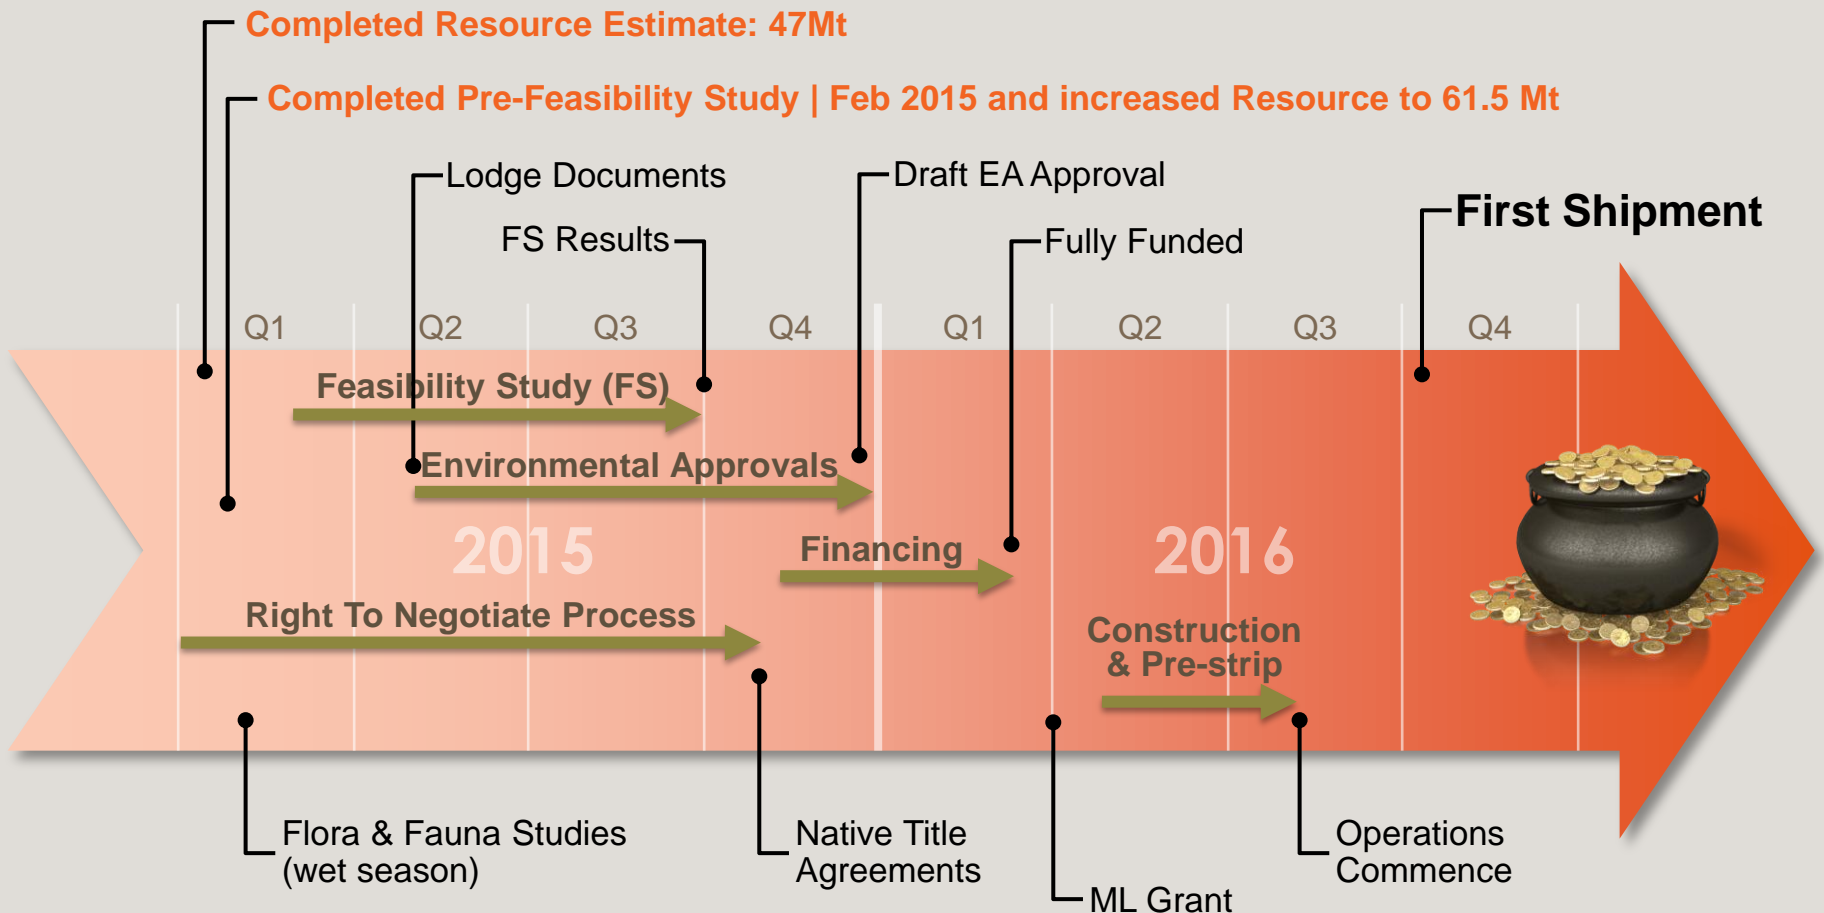 Completed Resource Estimate: 47Mt
Completed Pre-Feasibility Study | Feb 2015 and increased Resource to 61.5 Mt
Lodge Documents
Draft EA Approval
First Shipment
FS Results
Fully Funded
Q1
Q2
Q3
Q4
Q1
Q2
Q3
Q4
Feasibility Study (FS)
Environmental Approvals
2015
Financing
2016
Right To Negotiate Process
Construction
& Pre-strip
Flora & Fauna Studies
(wet season)
Native Title
Agreements
Operations
Commence
ML Grant